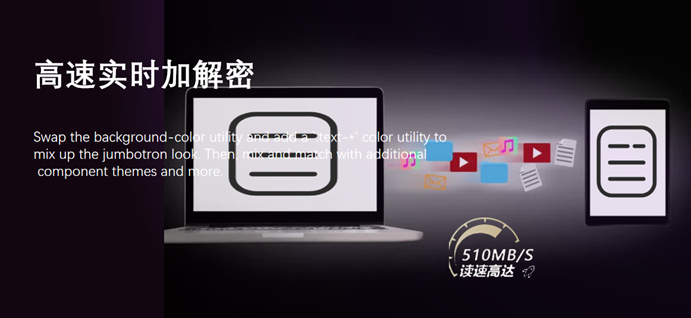 高速实时加解密
Swap the background-color utility and add a `.text-*` color utility to
mix up the jumbotron look. Then, mix and match with additional
component themes and more.
510MB/S
读速高达